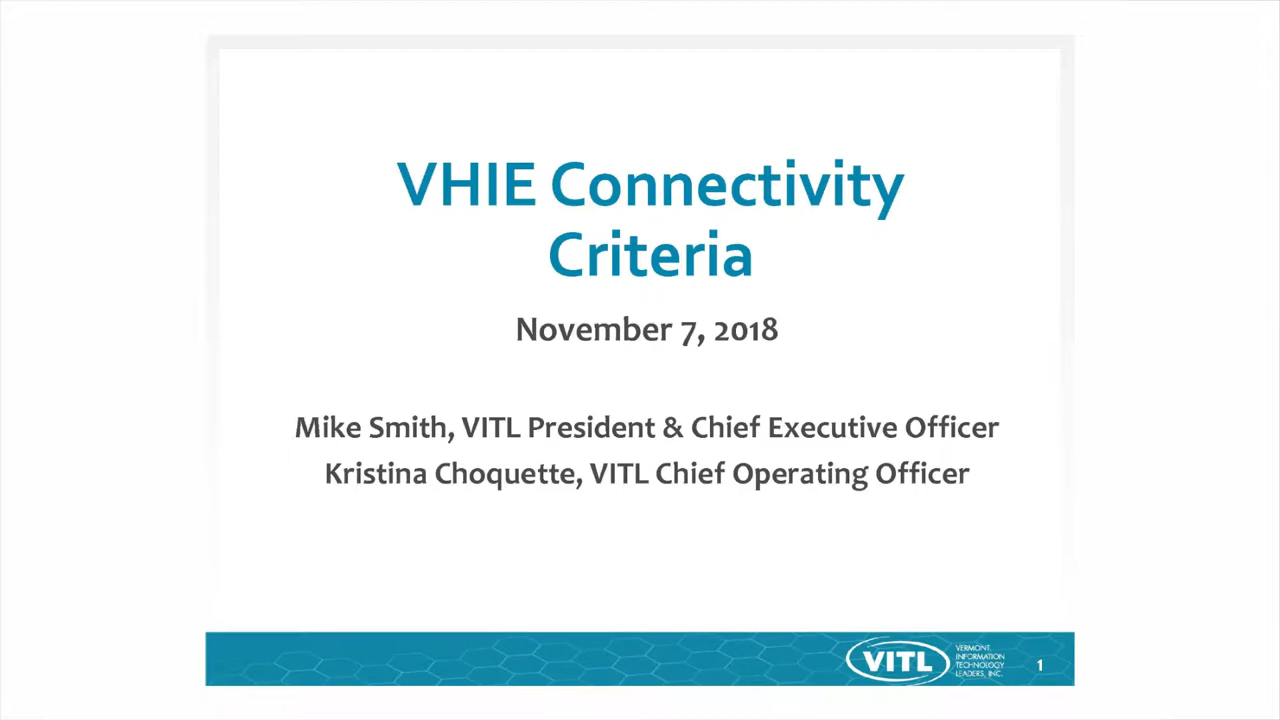 VHIE Connectivity
Criteria
November 7, 2018
Mike Smith, VITL President & Chief Executive Officer
Kristina Choquette, VITL Chief Operating Officer
VITL
VERMONT
INFORMATION
TECHNOLOGY
LEADERS, INC.
1